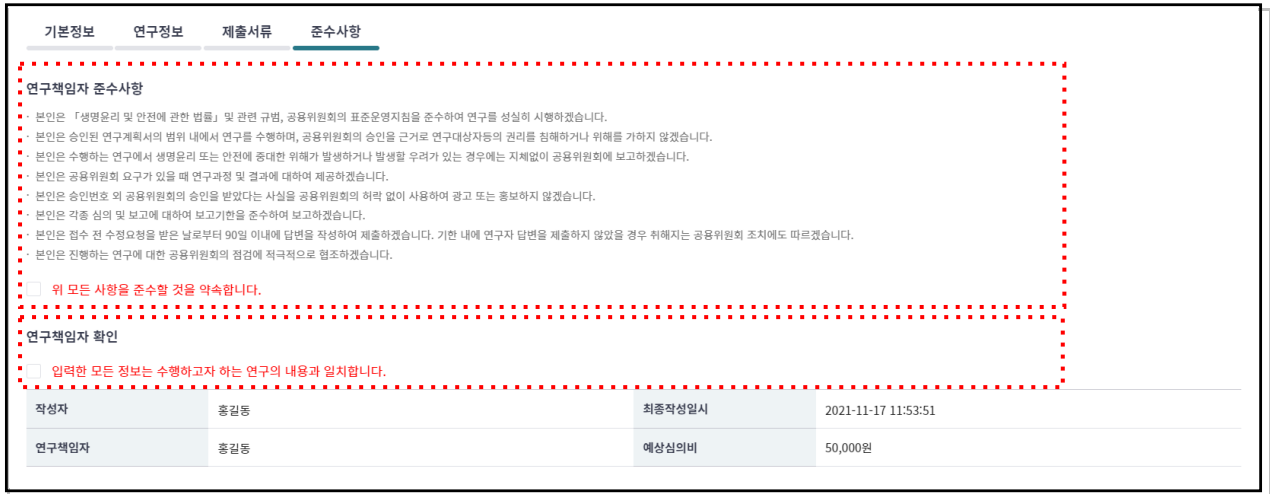 기본정보 연구정보 제출서류 준수사항
연구책임자 준수사항
· 본인은 「생명윤리 및 안전에 관한 법률」및 관련 규범, 공용위원회의 표준운영지침을 준수하여 연구를 성실히 시행하겠습니다.
· 본인은 승인된 연구계획서의 범위 내에서 연구를 수행하며, 공용위원회의 승인을 근거로 연구대상자등의 권리를 침해하거나 위해를 가하지 않겠습니다.
· 본인은 수행하는 연구에서 생명윤리 또는 안전에 중대한 위해가 발생하거나 발생할 우려가 있는 경우에는 지체없이 공용위원회에 보고하겠습니다.
· 본인은 공용위원회 요구가 있을 때 연구과정 및 결과에 대하여 제공하겠습니다.
· 본인은 승인번호 외 공용위원회의 승인을 받았다는 사실을 공용위원회의 허락 없이 사용하여 광고 또는 홍보하지 않겠습니다.
· 본인은 각종 심의 및 보고에 대하여 보고기한을 준수하여 보고하겠습니다.
· 본인은 접수 전 수정요청을 받은 날로부터 90일 이내에 답변을 작성하여 제출하겠습니다. 기한 내에 연구자 답변을 제출하지 않았을 경우 취해지는 공용위원회 조치에도 따르겠습니다.
· 본인은 진행하는 연구에 대한 공용위원회의 점검에 적극적으로 협조하겠습니다.
위 모든 사항을 준수할 것을 약속합니다.
연구책임자 확인
입력한 모든 정보는 수행하고자 하는 연구의 내용과 일치합니다.
작성자 홍길동 최종작성일시 2021-11-17 11:53:51
연구책임자 홍길동 예상심의비 50,000원